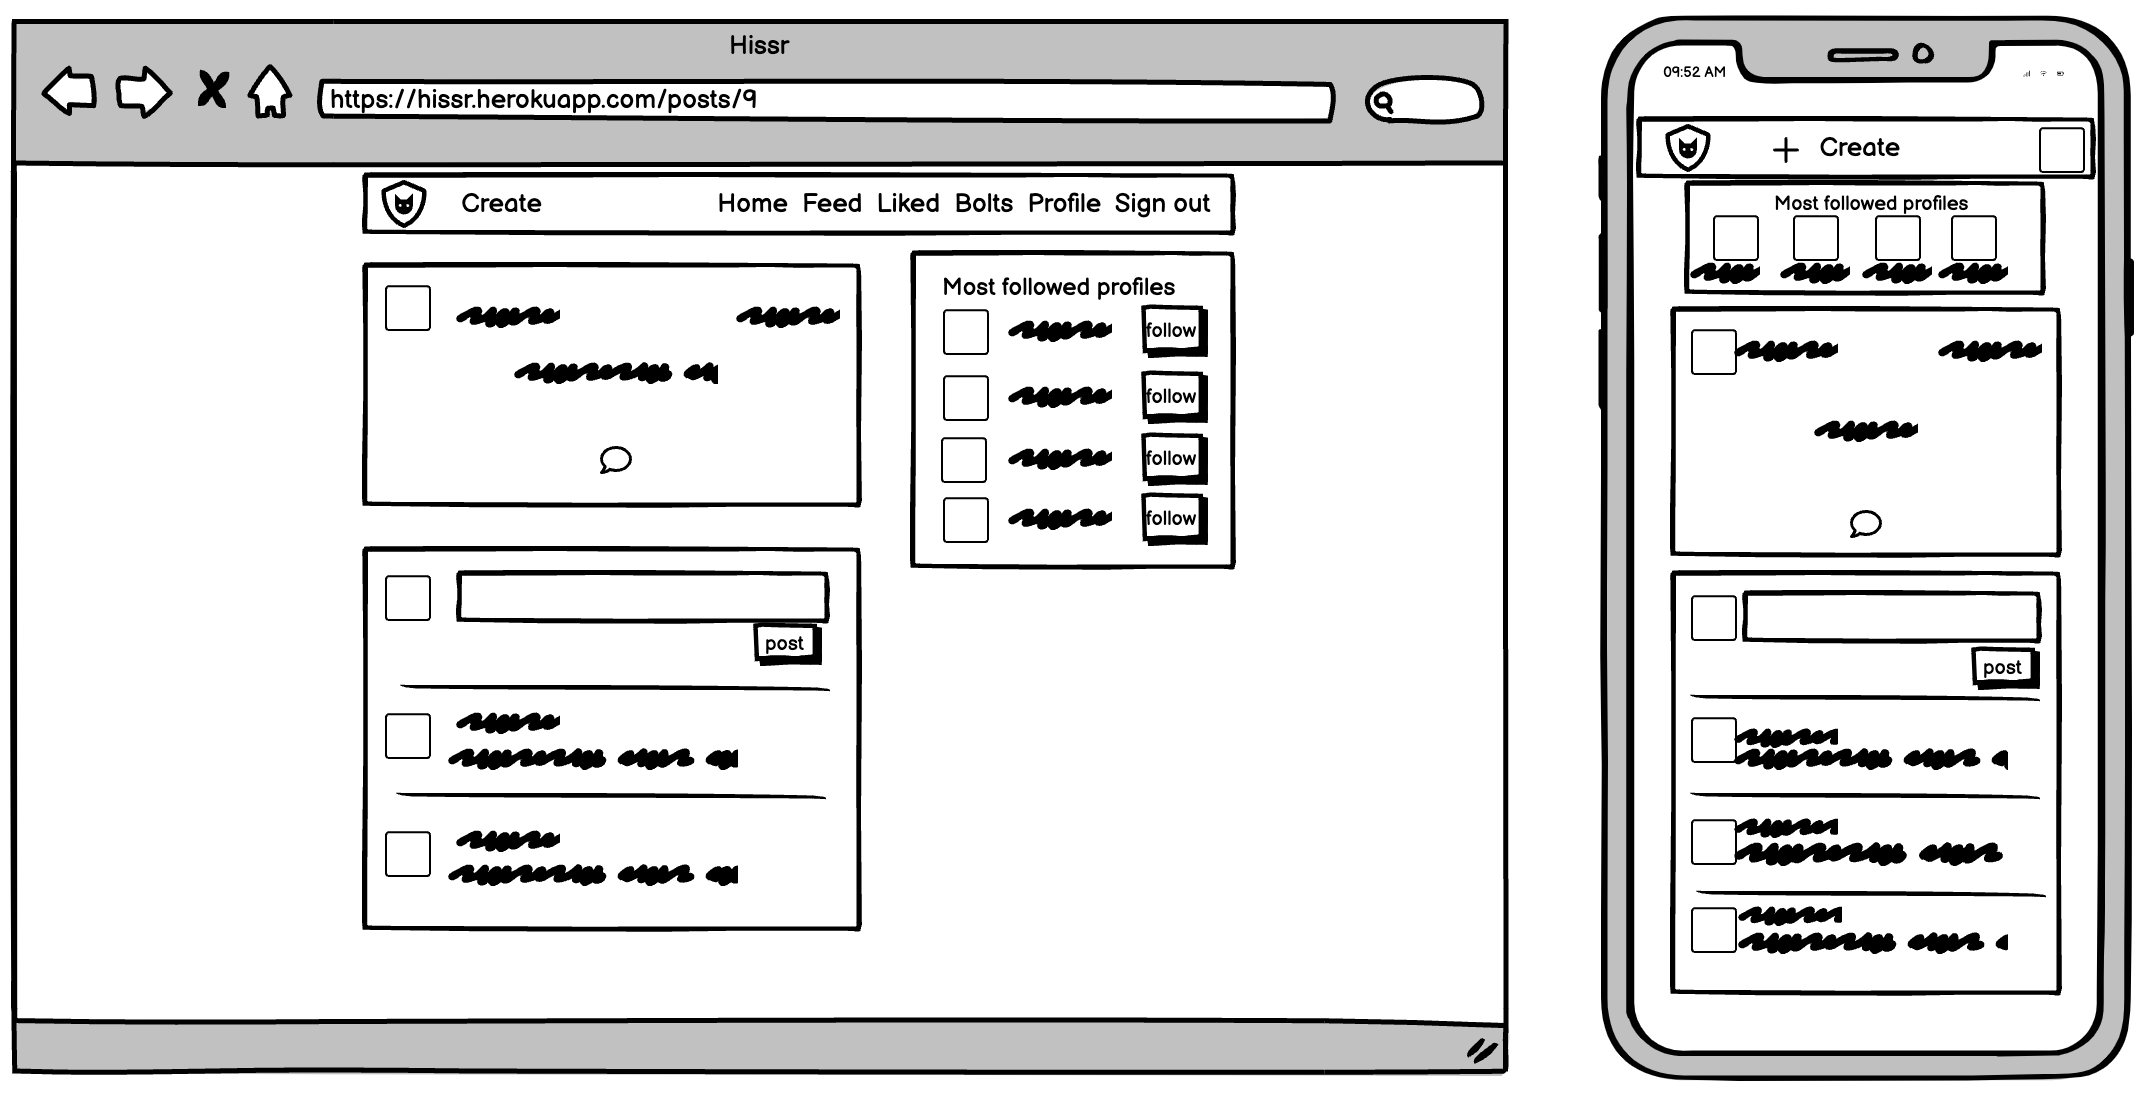 Hissr
https://hissr.herokuapp.com/posts/9
Create Home Feed Liked Bolts Profile Sign out
Most followed profiles
follow
follow
follow
follow
post
09:52 AM
+ Create
Most followed profiles
post